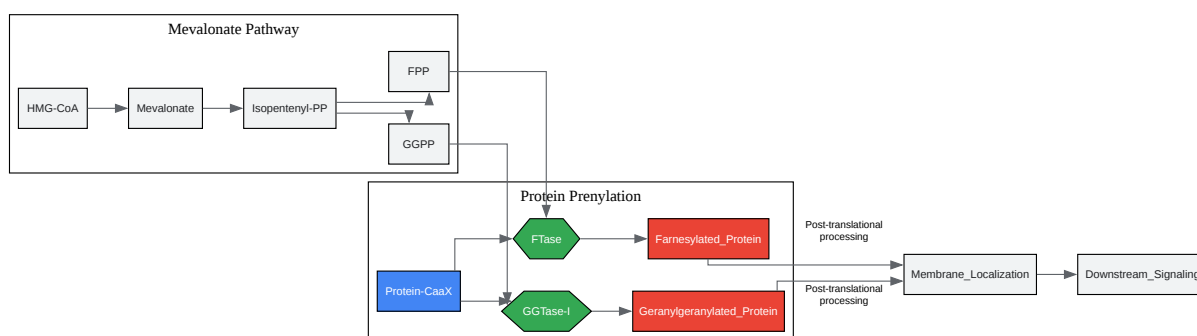 Mevalonate Pathway
FPP
HMG-CoA
Mevalonate
Isopentenyl-PP
GGPP
Protein Prenylation
FTase
Farnesylated_Protein
Post-translational
processing
Membrane_Localization
Downstream_Signaling
Protein-CaaX
GGTase-I
Geranylgeranylated_Protein
Post-translational
processing